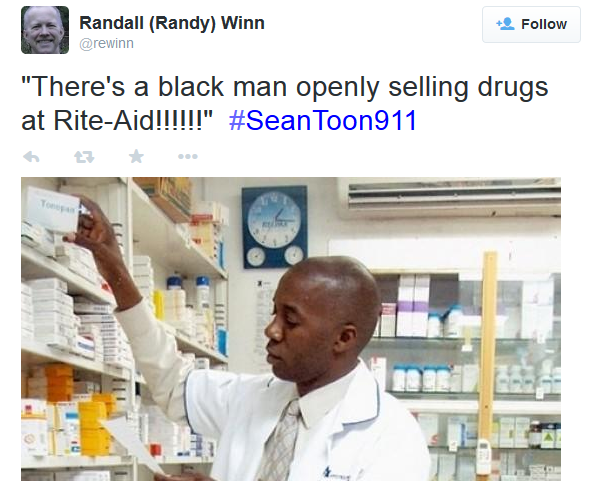 Randall (Randy) Winn
@rewinn
Follow
"There's a black man openly selling drugs
at Rite-Aid!!!!!!" #SeanToon911